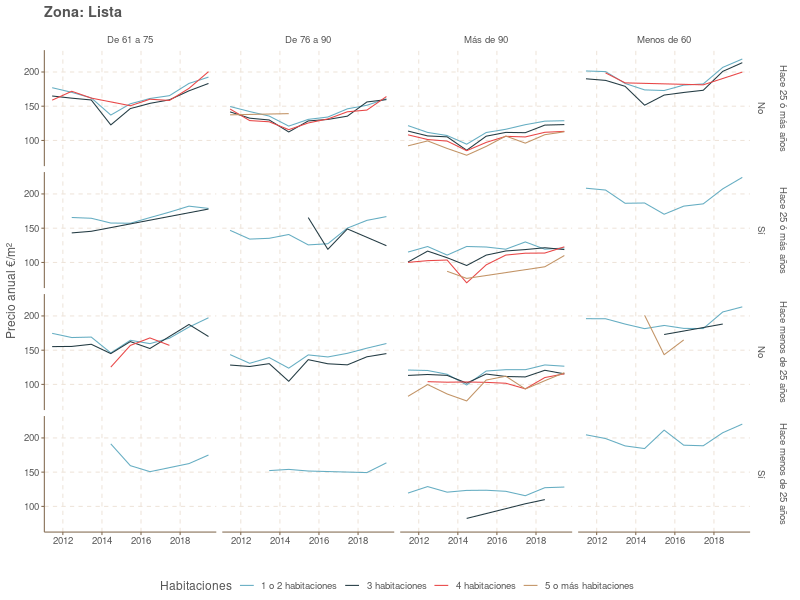 Zona: Lista
De 61 a 75
De 76 a 90
Más de 90
Menos de 60
Precio anual €/m²
200
150
100
No
Hace 25 ó más años
200
150
100
Si
Hace 25 ó más años
200
150
100
No
Hace menos de 25 años
200
150
100
Si
Hace menos de 25 años
2012 2014 2016 2018
2012 2014 2016 2018
2012 2014 2016 2018
2012 2014 2016 2018
Habitaciones
1 o 2 habitaciones
3 habitaciones
4 habitaciones
5 o más habitaciones